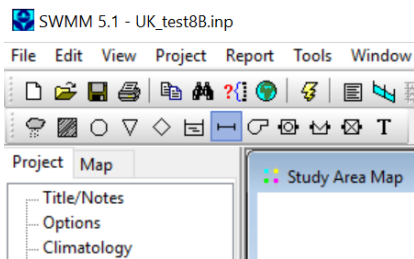 SWMM 5.1 - UK_test8B.inp
File Edit View Project Report Tools Window
?{}
T
Project Map
Study Area Map
Title/Notes
Options
Climatology